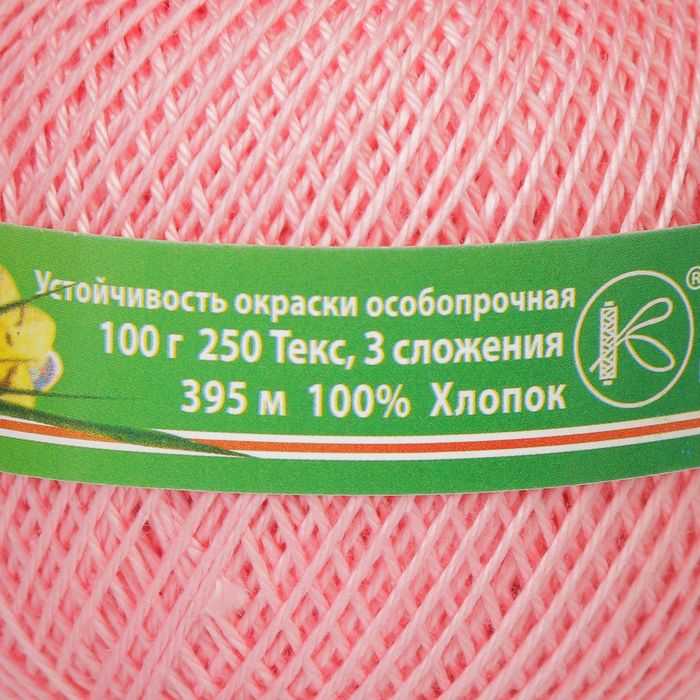 Устойчивость окраски особопрочная
100 г 250 Текс, 3 сложения
395 м 100% Хлопок
®